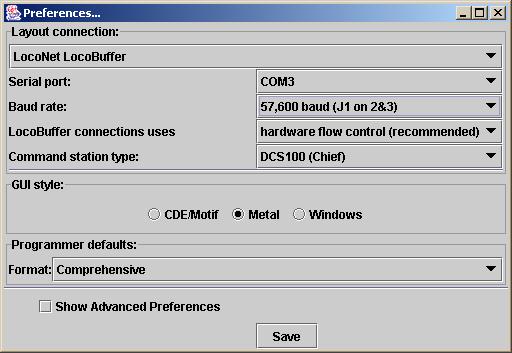 Preferences...
Layout connection:
LocoNet LocoBuffer
Serial port: COM3
Baud rate: 57,600 baud (J1 on 2&3)
LocoBuffer connections uses hardware flow control (recommended)
Command station type: DCS100 (Chief)
GUI style:
CDE/Motif Metal Windows
Programmer defaults:
Format: Comprehensive
Show Advanced Preferences
Save